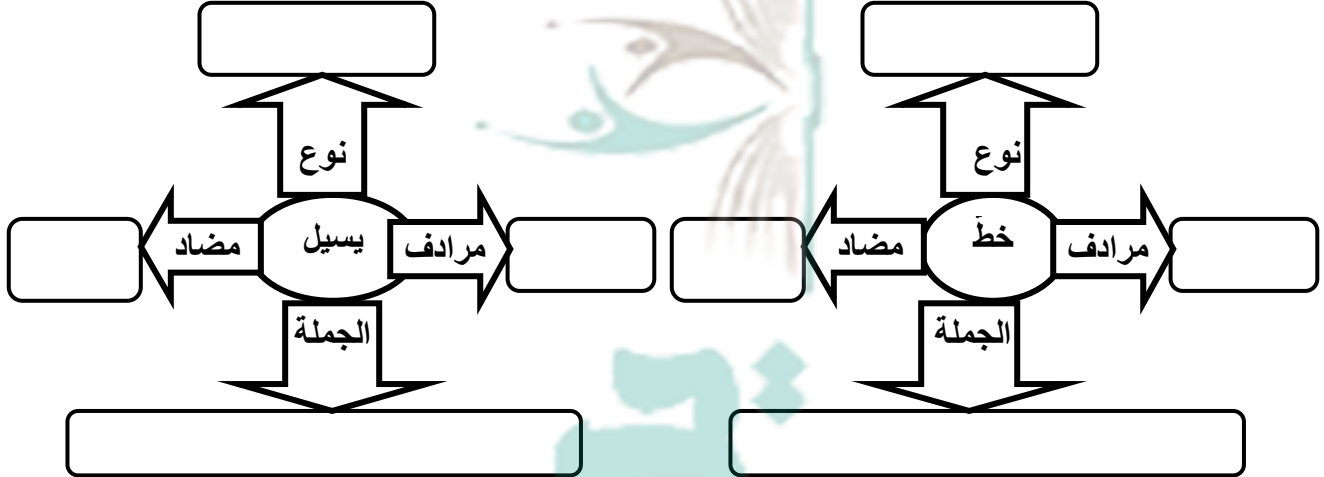 نوع
مرادف
خطّ
مضاد
الجملة
نوع
مرادف
يسيل
مضاد
الجملة